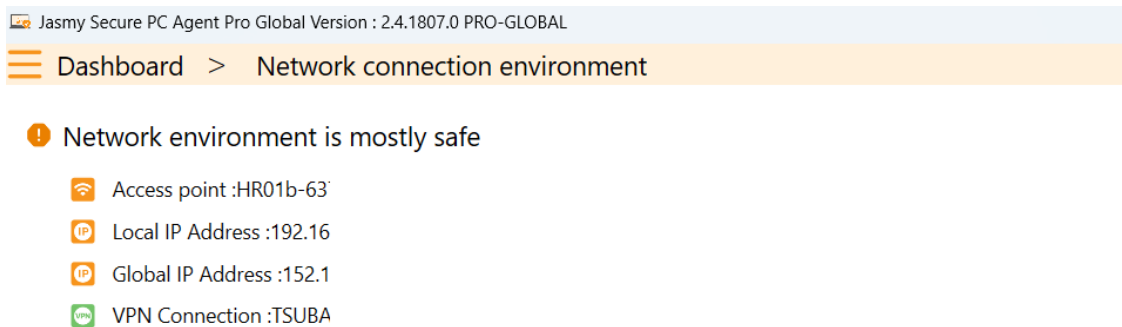 Jasmy Secure PC Agent Pro Global Version : 2.4.1807.0 PRO-GLOBAL
Dashboard > Network connection environment
Network environment is mostly safe
Access point :HR01b-63
Local IP Address :192.16
Global IP Address :152.1
VPN Connection :TSUBA